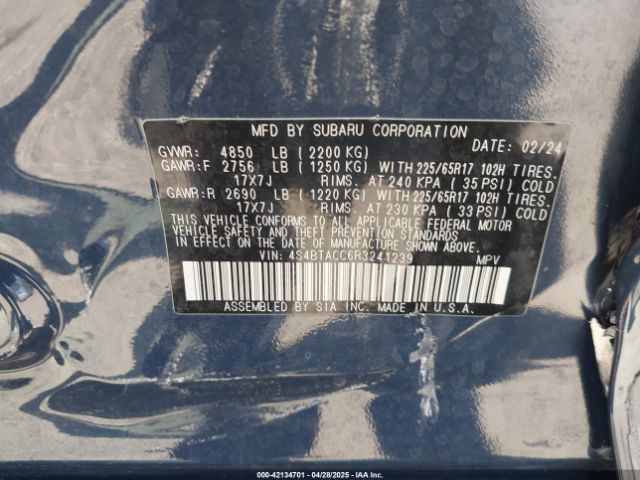 MFD BY SUBARU CORPORATION DATE: 02/24
GVWR: 4850 LB (2200 KG)
GAWR:F 2756 LB (1250 KG) WITH 225/65R17 102H TIRES.
17X7J RIMS. AT 240 KPA (35 PSI) COLD
GAWR:R 2690 LB (1220 KG) WITH 225/65R17 102H TIRES.
17X7J RIMS. AT 230 KPA (33 PSI) COLD
THIS VEHICLE CONFORMS TO ALL APPLICABLE FEDERAL MOTOR
VEHICLE SAFETY AND THEFT PREVENTION STANDARDS
IN EFFECT ON THE DATE OF MANUFACTURE SHOWN ABOVE.
VIN: 4S4BTACC6R3241239 MPV
ASSEMBLED BY SIA INC. MADE IN U.S.A.
000-42134701 04/28/2025 Copyright © IAA, Inc.